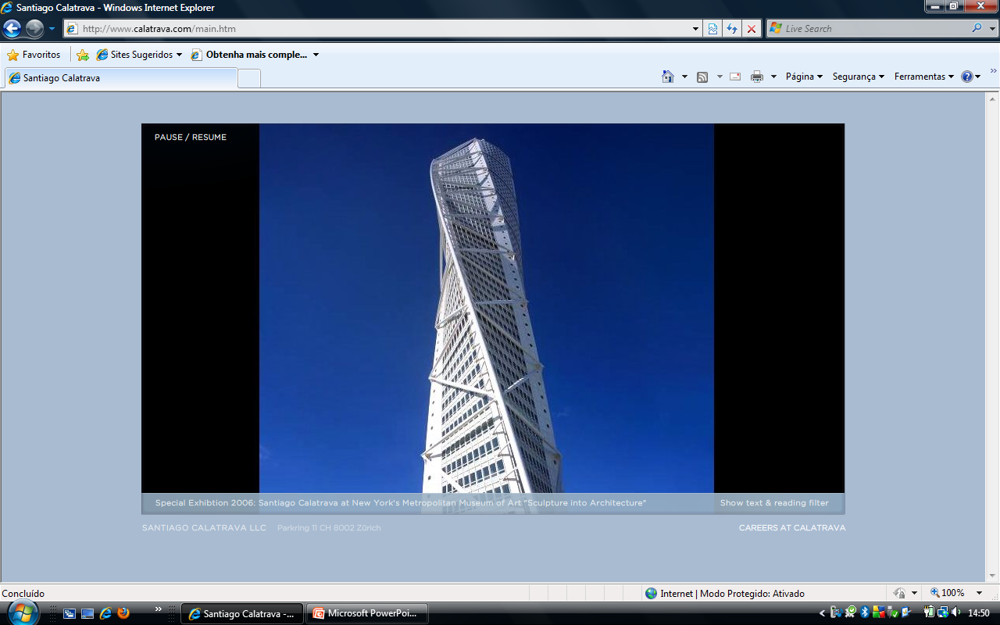 Santiago Calatrava - Windows Internet Explorer
http://www.calatrava.com/main.htm
Live Search
Favoritos
Sites Sugeridos
Obtenha mais comple...
Santiago Calatrava
Página
Segurança
Ferramentas
PAUSE / RESUME
Special Exhibtion 2006: Santiago Calatrava at New York's Metropolitan Museum of Art "Sculpture into Architecture"
Show text & reading filter
SANTIAGO CALATRAVA LLC Parkring 11 CH 8002 Zürich
CAREERS AT CALATRAVA
Concluído
Internet | Modo Protegido: Ativado
100%
Santiago Calatrava -...
Microsoft PowerPoi...
14:50